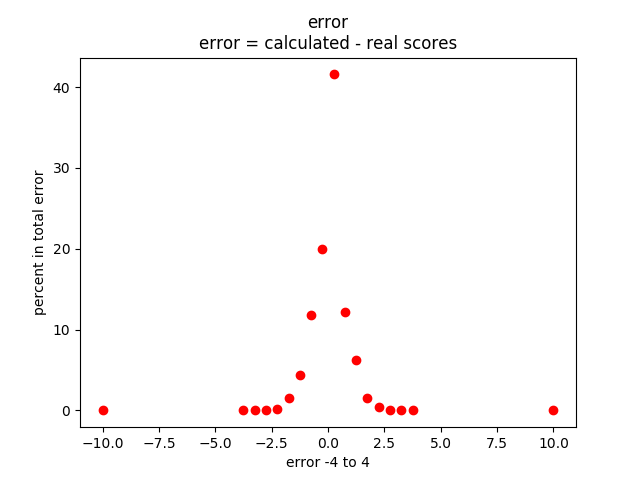 error
error = calculated - real scores
percent in total error
40
30
20
10
0
−10.0 −7.5 −5.0 −2.5 0.0 2.5 5.0 7.5 10.0
error -4 to 4